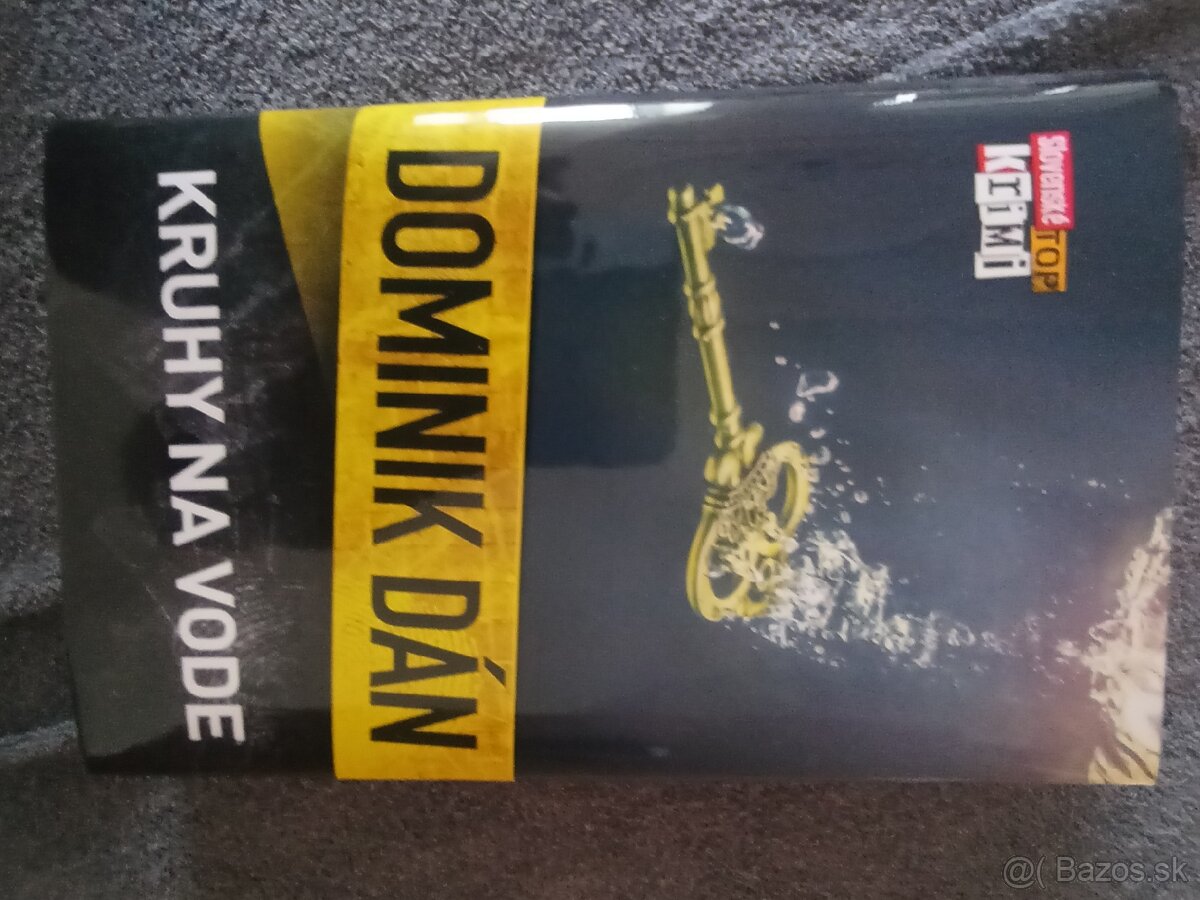 Slovenské
TOP
KRIMI
DOMINIK DÁN
KRUHY NA VODE
@( Bazos.sk